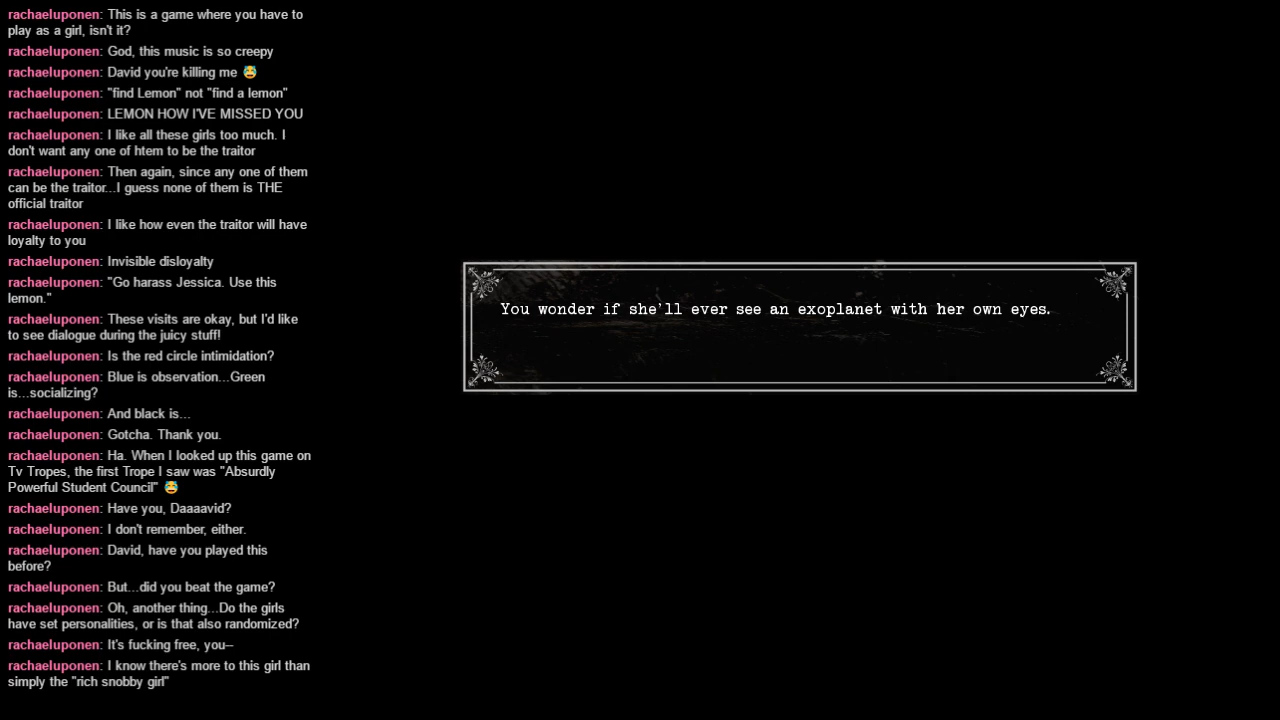 rachaeluponen: This is a game where you have to
play as a girl, isn't it?
rachaeluponen: God, this music is so creepy
rachaeluponen: David you're killing me 😅
rachaeluponen: "find Lemon" not "find a lemon"
rachaeluponen: LEMON HOW I'VE MISSED YOU
rachaeluponen: I like all these girls too much. I
don't want any one of htem to be the traitor
rachaeluponen: Then again, since any one of them
can be the traitor...I guess none of them is THE
official traitor
rachaeluponen: I like how even the traitor will have
loyalty to you
rachaeluponen: Invisible disloyalty
rachaeluponen: "Go harass Jessica. Use this
lemon."
rachaeluponen: These visits are okay, but I'd like
to see dialogue during the juicy stuff!
rachaeluponen: Is the red circle intimidation?
rachaeluponen: Blue is observation...Green
is...socializing?
rachaeluponen: And black is...
rachaeluponen: Gotcha. Thank you.
rachaeluponen: Ha. When I looked up this game on
Tv Tropes, the first Trope I saw was "Absurdly
Powerful Student Council" 😅
rachaeluponen: Have you, Daaaavid?
rachaeluponen: I don't remember, either.
rachaeluponen: David, have you played this
before?
rachaeluponen: But...did you beat the game?
rachaeluponen: Oh, another thing...Do the girls
have set personalities, or is that also randomized?
rachaeluponen: It's fucking free, you--
rachaeluponen: I know there's more to this girl than
simply the "rich snobby girl"
You wonder if she'll ever see an exoplanet with her own eyes.